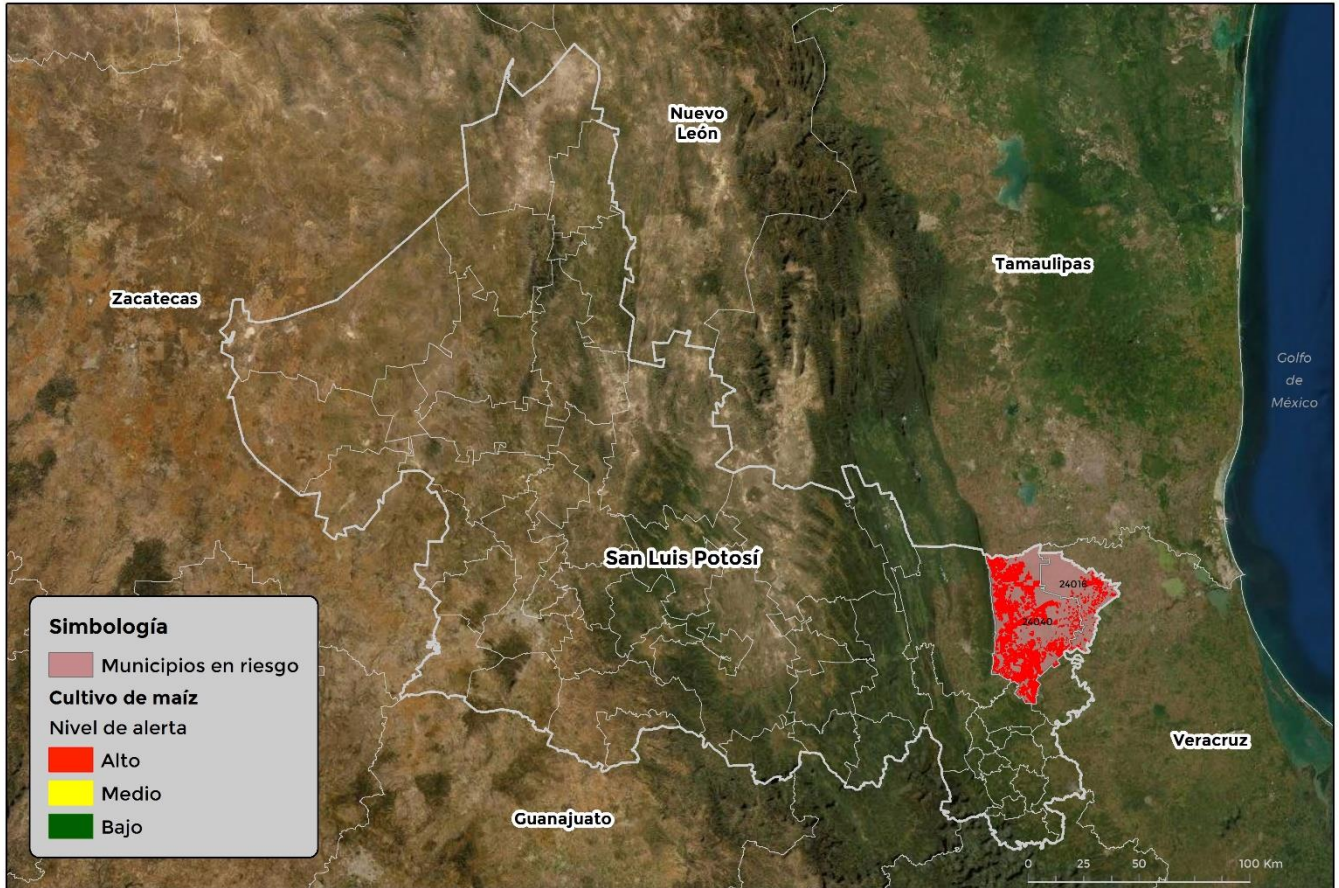 Nuevo
León
Tamaulipas
Zacatecas
Golfo
de
México
San Luis Potosí
24016
24040
Simbología
Municipios en riesgo
Cultivo de maíz
Nivel de alerta
Alto
Medio
Bajo
Veracruz
Guanajuato
0 25 50 100 Km